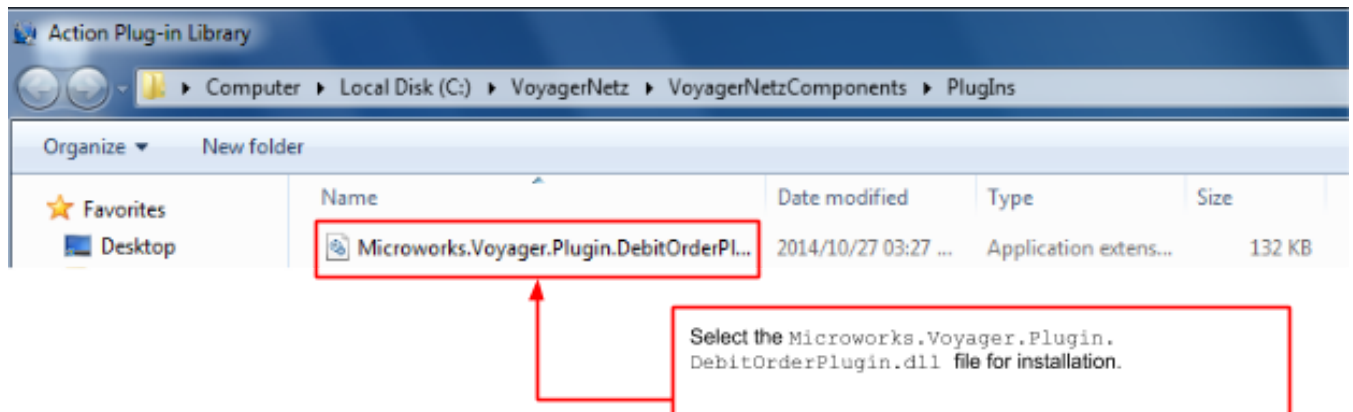 Action Plug-in Library
Computer ▸ Local Disk (C:) ▸ VoyagerNetz ▸ VoyagerNetzComponents ▸ PlugIns
Organize ▾ New folder
Favorites Name Date modified Type Size
Desktop Microworks.Voyager.Plugin.DebitOrderPl... 2014/10/27 03:27 ... Application extens... 132 KB
Select the Microworks.Voyager.Plugin.
DebitOrderPlugin.dll file for installation.